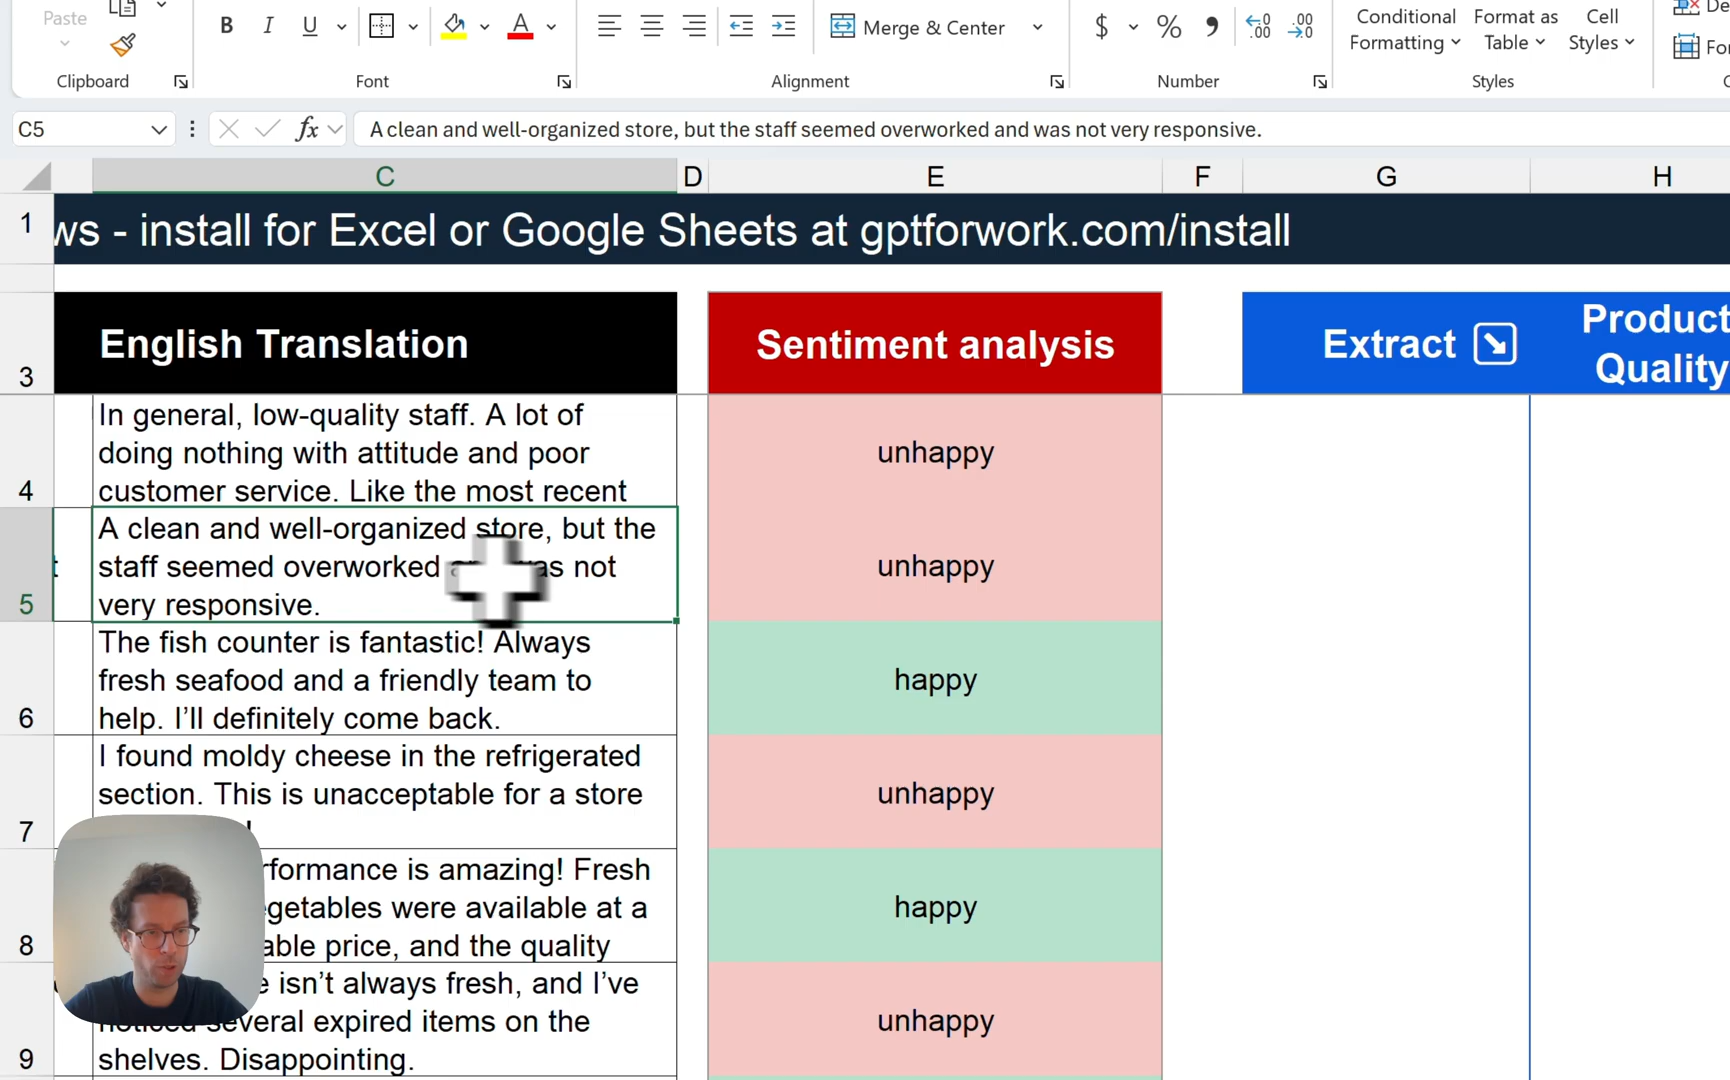 Paste
B I U A
Merge & Center
$ % , .00 .00
Conditional Formatting
Format as Table
Cell Styles
Clipboard
Font
Alignment
Number
Styles
C5
fx
A clean and well-organized store, but the staff seemed overworked and was not very responsive.
C D E F G H
1
ws - install for Excel or Google Sheets at gptforwork.com/install
3
English Translation
Sentiment analysis
Extract
Product
Quality
4
In general, low-quality staff. A lot of
doing nothing with attitude and poor
customer service. Like the most recent
unhappy
5
A clean and well-organized store, but the
staff seemed overworked and was not
very responsive.
unhappy
6
The fish counter is fantastic! Always
fresh seafood and a friendly team to
help. I’ll definitely come back.
happy
7
I found moldy cheese in the refrigerated
section. This is unacceptable for a store
unhappy
8
rformance is amazing! Fresh
egetables were available at a
able price, and the quality
happy
9
isn’t always fresh, and I’ve
noticed several expired items on the
shelves. Disappointing.
unhappy